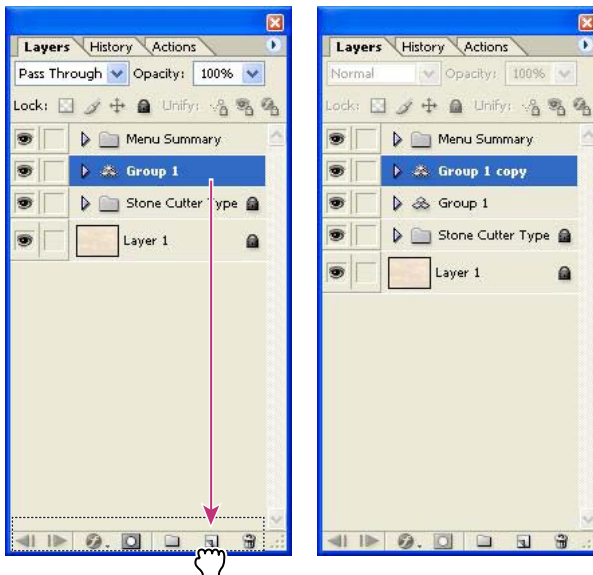 Layers History Actions
Pass Through Opacity: 100%
Lock: Unify:
Menu Summary
Group 1
Stone Cutter Type
Layer 1
Layers History Actions
Normal Opacity: 100%
Lock: Unify:
Menu Summary
Group 1 copy
Group 1
Stone Cutter Type
Layer 1